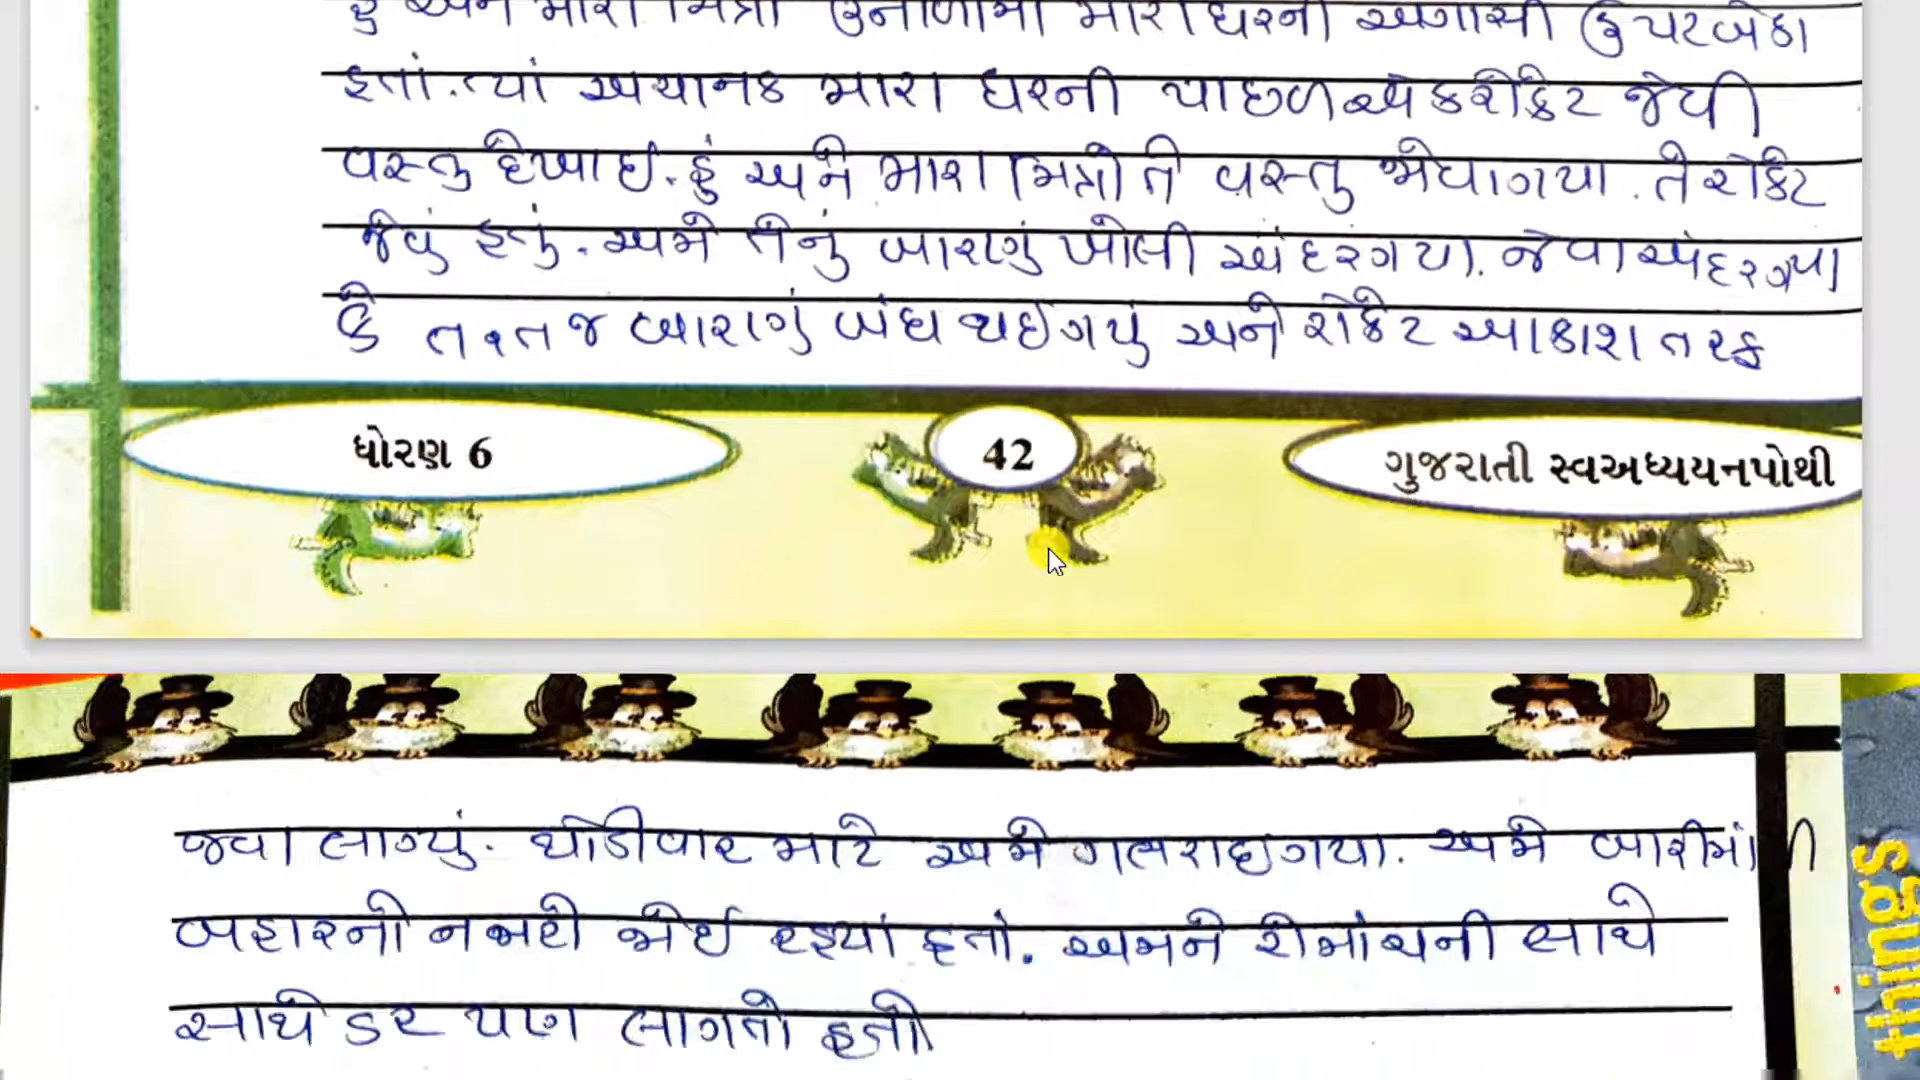 હું અને મારા મિત્રો ઉનાળામાં મારા ઘરની અગાસી ઉપર બેઠા
હતાં. ત્યાં અચાનક મારા ઘરની પાછળ એક રોકેટ જેવી
વસ્તુ દેખાઈ. હું અને મારા મિત્રો તે વસ્તુ જોવા ગયા. તે રોકેટ
જેવું હતું. અમે તેનું બારણું ખોલી અંદર ગયા. જેવા અંદર ગયા
કે તરત જ બારણું બંધ થઈ ગયું અને રોકેટ આકાશ તરફ
ધોરણ 6
42
ગુજરાતી સ્વઅધ્યયનપોથી
જવા લાગ્યું. થોડીવાર માટે અમે ગભરાઈ ગયા. અમે બારીમાં
બહારનો નજારો જોઈ રહ્યાં હતાં. અમને રોમાંચની સાથે
સાથે ડર પણ લાગતો હતો
things